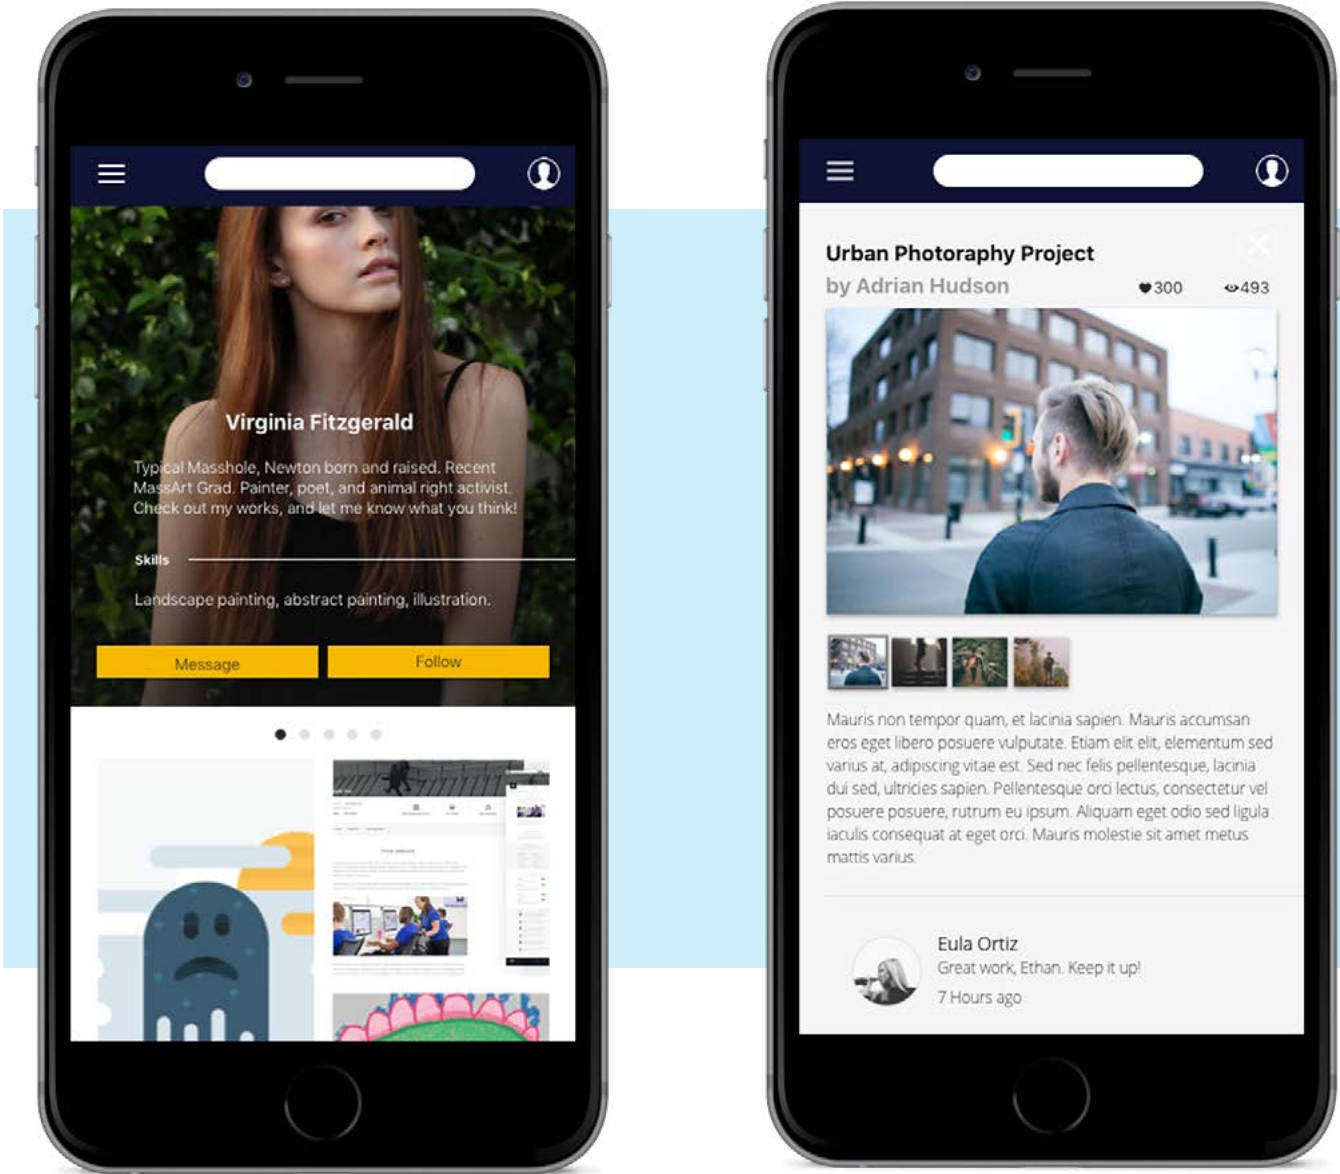 Virginia Fitzgerald
Typical Masshole, Newton born and raised. Recent
MassArt Grad. Painter, poet, and animal right activist.
Check out my works, and let me know what you think!
Skills
Landscape painting, abstract painting, illustration.
Message
Follow
Urban Photoraphy Project
by Adrian Hudson
300
493
Mauris non tempor quam, et lacinia sapien. Mauris accumsan
eros eget libero posuere vulputate. Etiam elit elit, elementum sed
varius at, adipiscing vitae est. Sed nec felis pellentesque, lacinia
dui sed, ultricies sapien. Pellentesque orci lectus, consectetur vel
posuere posuere, rutrum eu ipsum. Aliquam eget odio sed ligula
iaculis consequat at eget orci. Mauris molestie sit amet metus
mattis varius.
Eula Ortiz
Great work, Ethan. Keep it up!
7 Hours ago